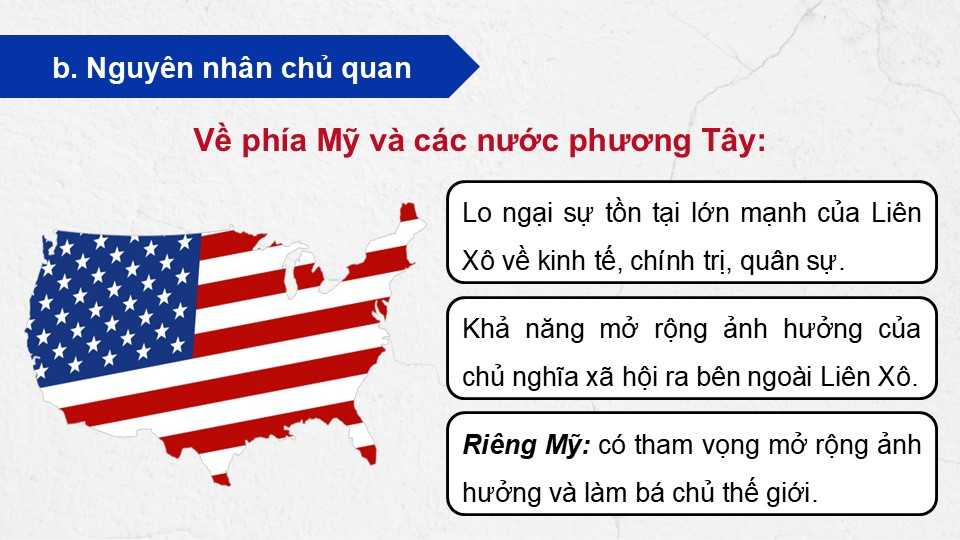 b. Nguyên nhân chủ quan
Về phía Mỹ và các nước phương Tây:
Lo ngại sự tồn tại lớn mạnh của Liên
Xô về kinh tế, chính trị, quân sự.
Khả năng mở rộng ảnh hưởng của
chủ nghĩa xã hội ra bên ngoài Liên Xô.
Riêng Mỹ: có tham vọng mở rộng ảnh
hưởng và làm bá chủ thế giới.